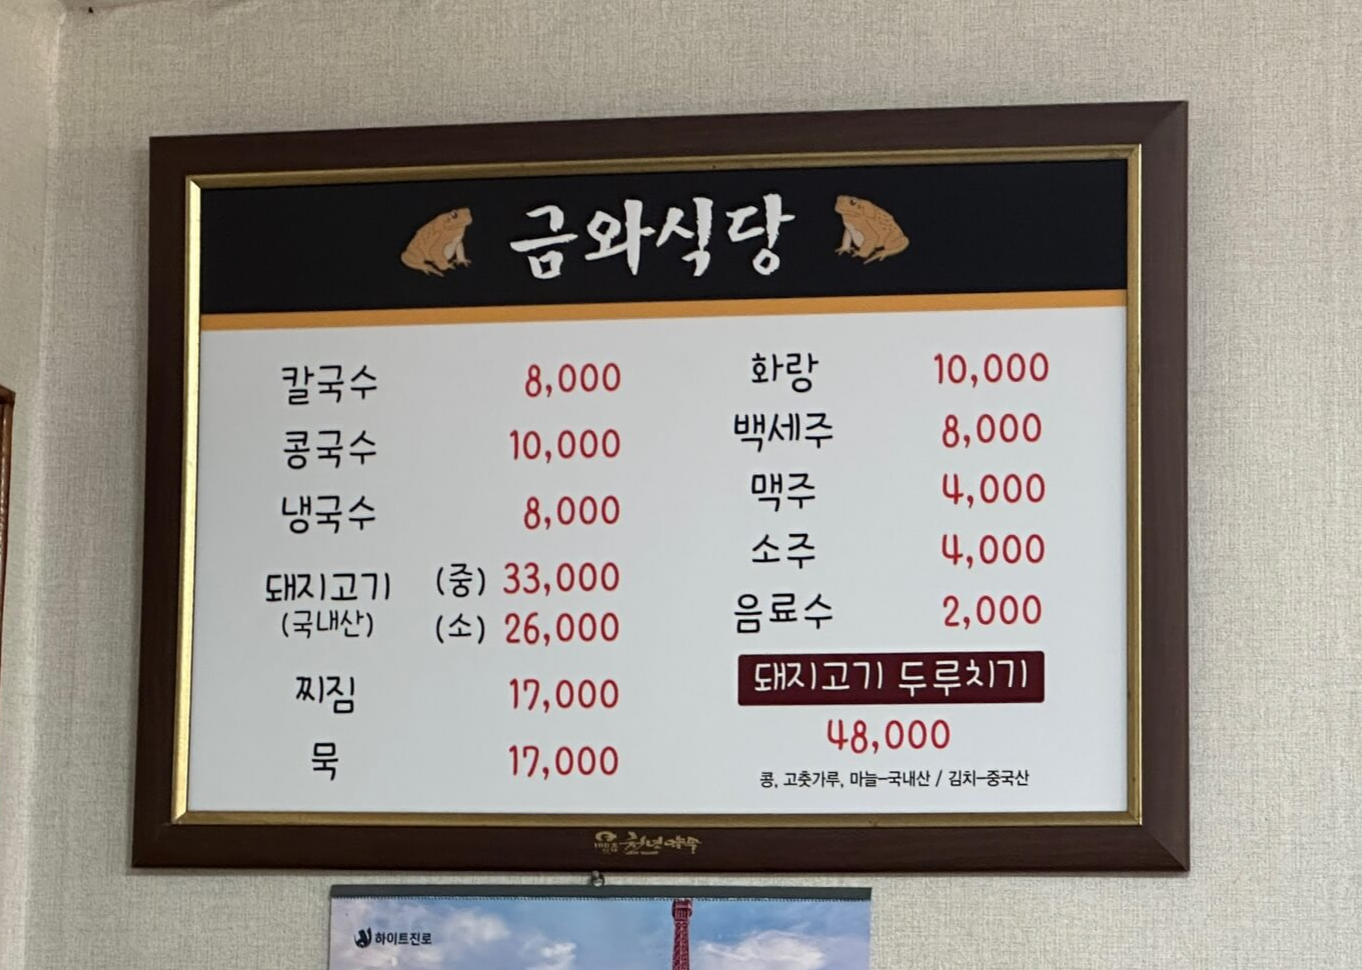 금와식당
칼국수 8,000
콩국수 10,000
냉국수 8,000
돼지고기 (중) 33,000
(국내산) (소) 26,000
찌짐 17,000
묵 17,000
화랑 10,000
백세주 8,000
맥주 4,000
소주 4,000
음료수 2,000
돼지고기 두루치기
48,000
콩, 고춧가루, 마늘-국내산 / 김치-중국산
하이트진로